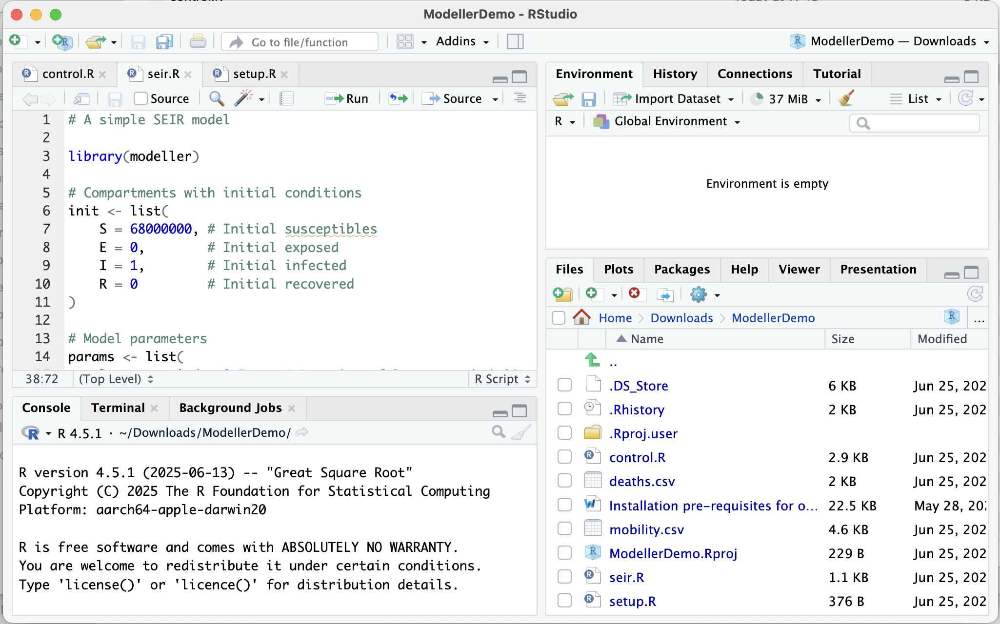 ModellerDemo - RStudio
Go to file/function
Addins
ModellerDemo — Downloads
control.R
seir.R
setup.R
Source
Run
Source
1 # A simple SEIR model
2
3 library(modeller)
4
5 # Compartments with initial conditions
6 init <- list(
7 S = 68000000, # Initial susceptibles
8 E = 0, # Initial exposed
9 I = 1, # Initial infected
10 R = 0 # Initial recovered
11 )
12
13 # Model parameters
14 params <- list(
38:72 (Top Level) R Script
Console
Terminal
Background Jobs
R 4.5.1 · ~/Downloads/ModellerDemo/
R version 4.5.1 (2025-06-13) -- "Great Square Root"
Copyright (C) 2025 The R Foundation for Statistical Computing
Platform: aarch64-apple-darwin20
R is free software and comes with ABSOLUTELY NO WARRANTY.
You are welcome to redistribute it under certain conditions.
Type 'license()' or 'licence()' for distribution details.
Environment
History
Connections
Tutorial
Import Dataset
37 MiB
List
R
Global Environment
Environment is empty
Files
Plots
Packages
Help
Viewer
Presentation
Home
Downloads
ModellerDemo
...
Name Size Modified
..
.DS_Store 6 KB Jun 25, 202
.Rhistory 2 KB Jun 25, 202
.Rproj.user
control.R 2.9 KB Jun 25, 202
deaths.csv 2 KB Jun 25, 202
Installation pre-requisites for o... 22.5 KB May 28, 202
mobility.csv 4.6 KB Jun 25, 202
ModellerDemo.Rproj 229 B Jun 25, 202
seir.R 1.1 KB Jun 25, 202
setup.R 376 B Jun 25, 202